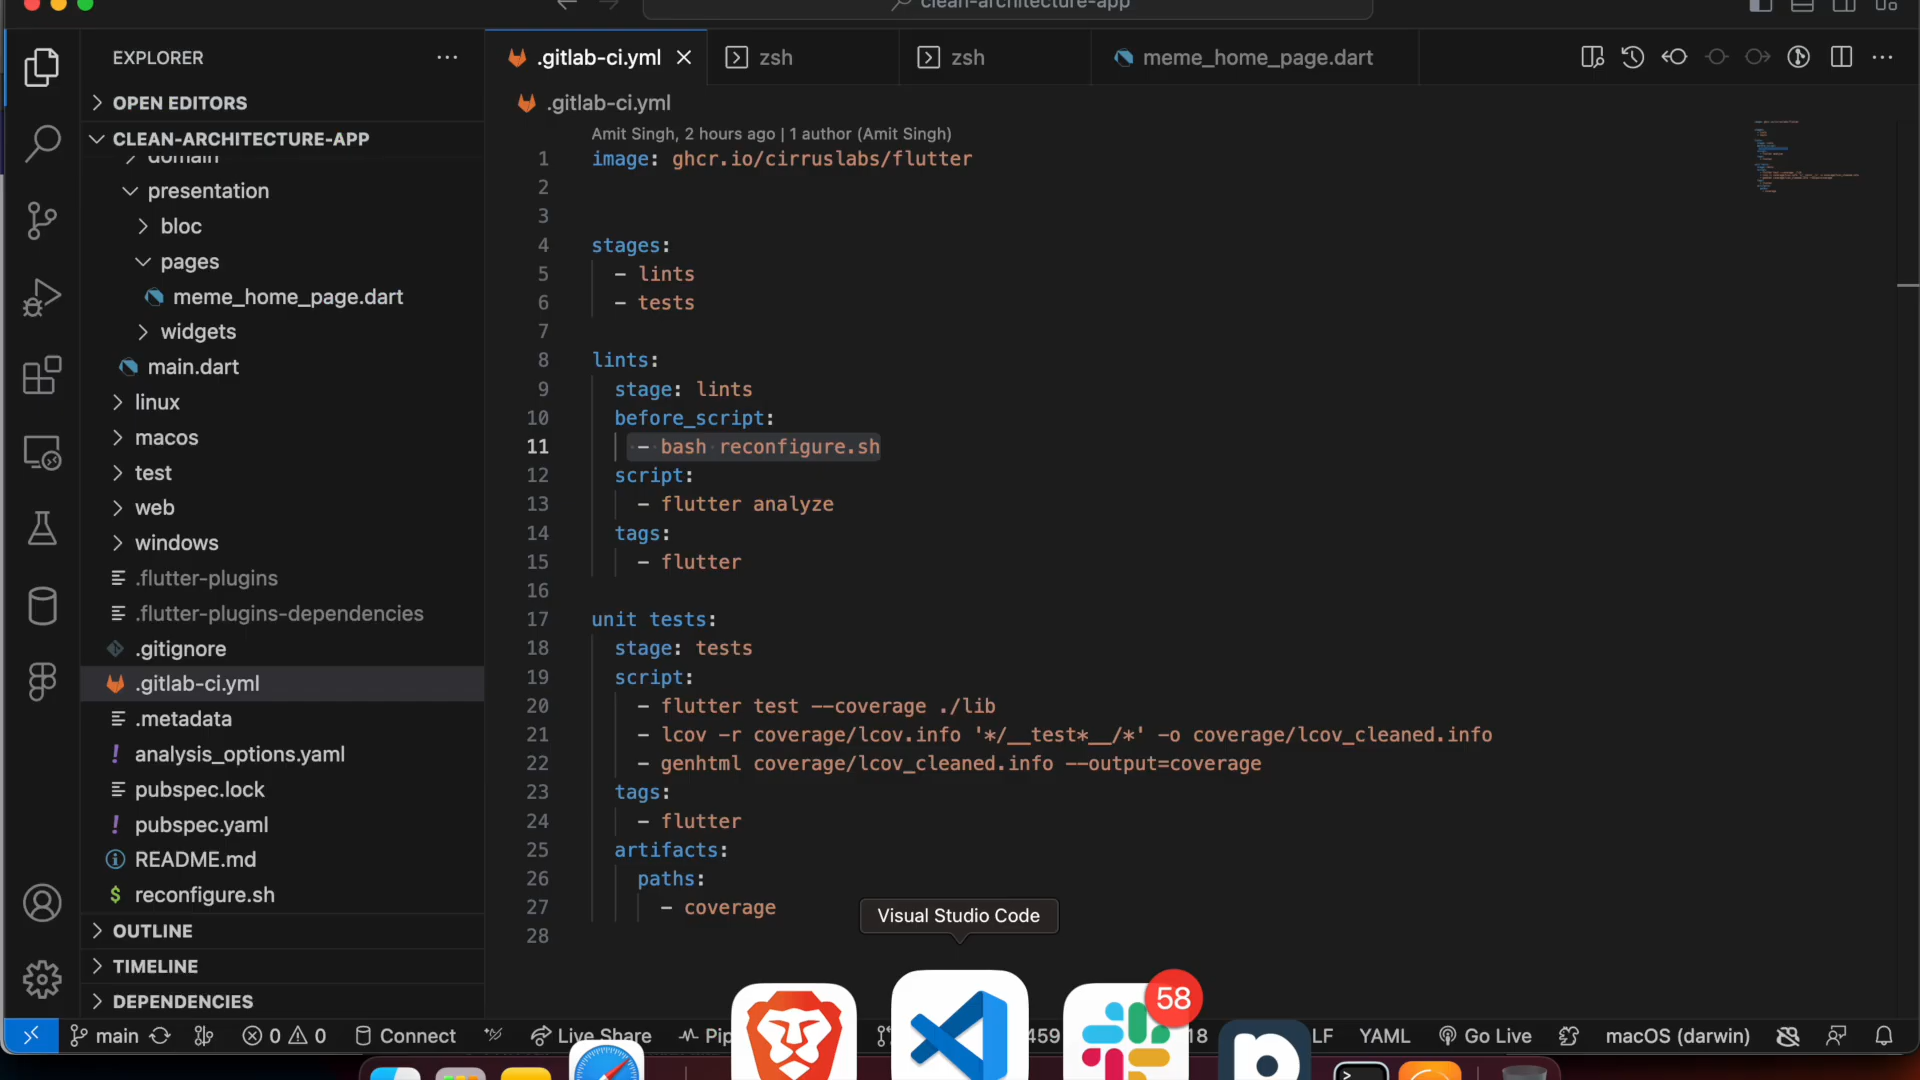 clean-architecture-app
EXPLORER
OPEN EDITORS
CLEAN-ARCHITECTURE-APP
domain
presentation
bloc
pages
meme_home_page.dart
widgets
main.dart
linux
macos
test
web
windows
.flutter-plugins
.flutter-plugins-dependencies
.gitignore
.gitlab-ci.yml
.metadata
analysis_options.yaml
pubspec.lock
pubspec.yaml
README.md
reconfigure.sh
OUTLINE
TIMELINE
DEPENDENCIES
.gitlab-ci.yml
zsh
zsh
meme_home_page.dart
.gitlab-ci.yml
Amit Singh, 2 hours ago | 1 author (Amit Singh)
1 image: ghcr.io/cirruslabs/flutter
2
3
4 stages:
5 - lints
6 - tests
7
8 lints:
9 stage: lints
10 before_script:
11 - bash reconfigure.sh
12 script:
13 - flutter analyze
14 tags:
15 - flutter
16
17 unit tests:
18 stage: tests
19 script:
20 - flutter test --coverage ./lib
21 - lcov -r coverage/lcov.info '*/__test*__/*' -o coverage/lcov_cleaned.info
22 - genhtml coverage/lcov_cleaned.info --output=coverage
23 tags:
24 - flutter
25 artifacts:
26 paths:
27 - coverage
28
Visual Studio Code
58
main
0 0
Connect
Live Share
LF
YAML
Go Live
macOS (darwin)